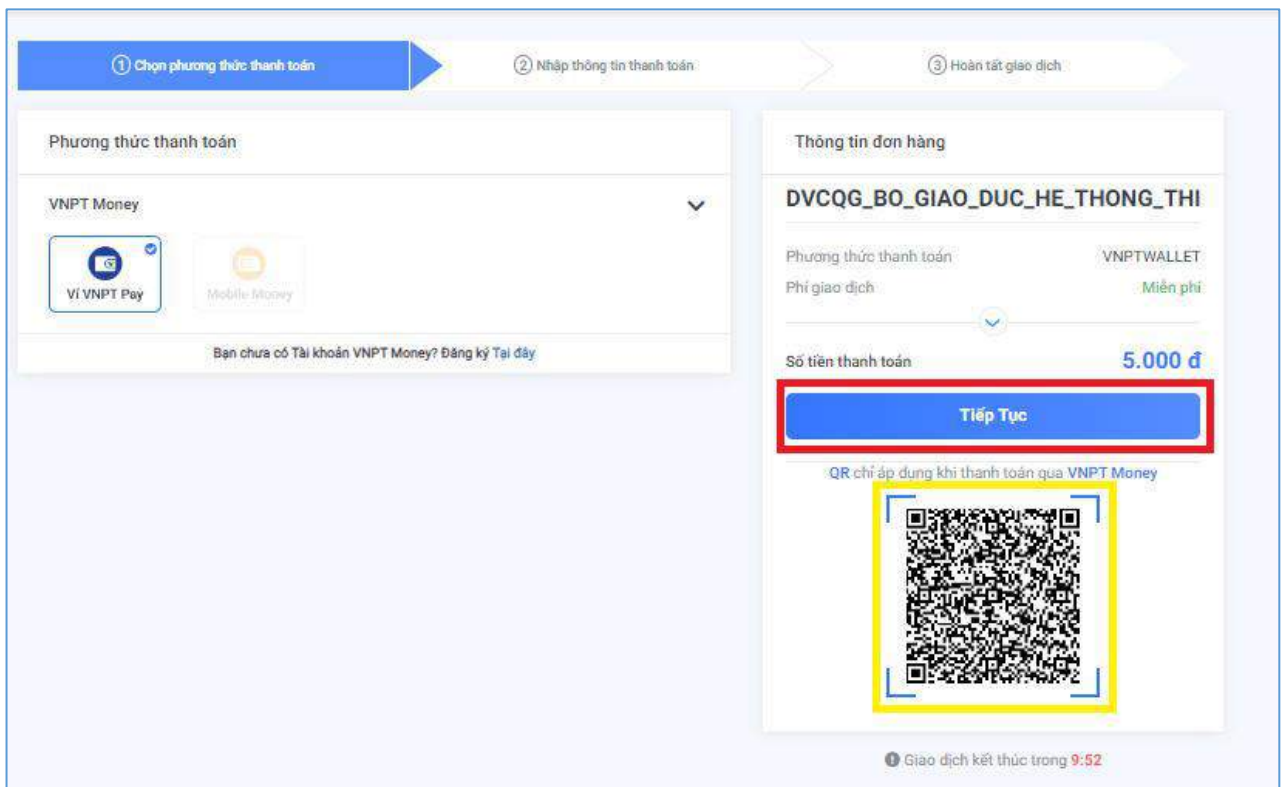 1 Chọn phương thức thanh toán
2 Nhập thông tin thanh toán
3 Hoàn tất giao dịch
Phương thức thanh toán
VNPT Money
Ví VNPT Pay
Mobile Money
Bạn chưa có Tài khoản VNPT Money? Đăng ký Tại đây
Thông tin đơn hàng
DVCQG_BO_GIAO_DUC_HE_THONG_THI
Phương thức thanh toán VNPTWALLET
Phí giao dịch Miễn phí
Số tiền thanh toán 5.000 đ
Tiếp Tục
QR chỉ áp dụng khi thanh toán qua VNPT Money
Giao dịch kết thúc trong 9:52